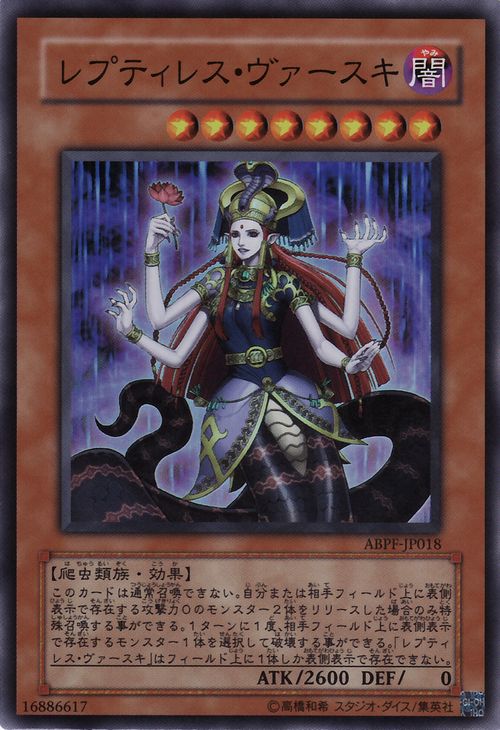 レプティレス・ヴァースキ
やみ
闇
ABPF-JP018
【爬虫類族・効果】
このカードは通常召喚できない。自分または相手フィールド上に表側
表示で存在する攻撃力0のモンスター2体をリリースした場合のみ特
殊召喚する事ができる。1ターンに1度、相手フィールド上に表側表示で
存在するモンスター1体を選択して破壊する事ができる。「レプティ
レス・ヴァースキ」はフィールド上に1体しか表側表示で存在できない。
ATK/2600 DEF/ 0
16886617
©高橋和希 スタジオ・ダイス/集英社